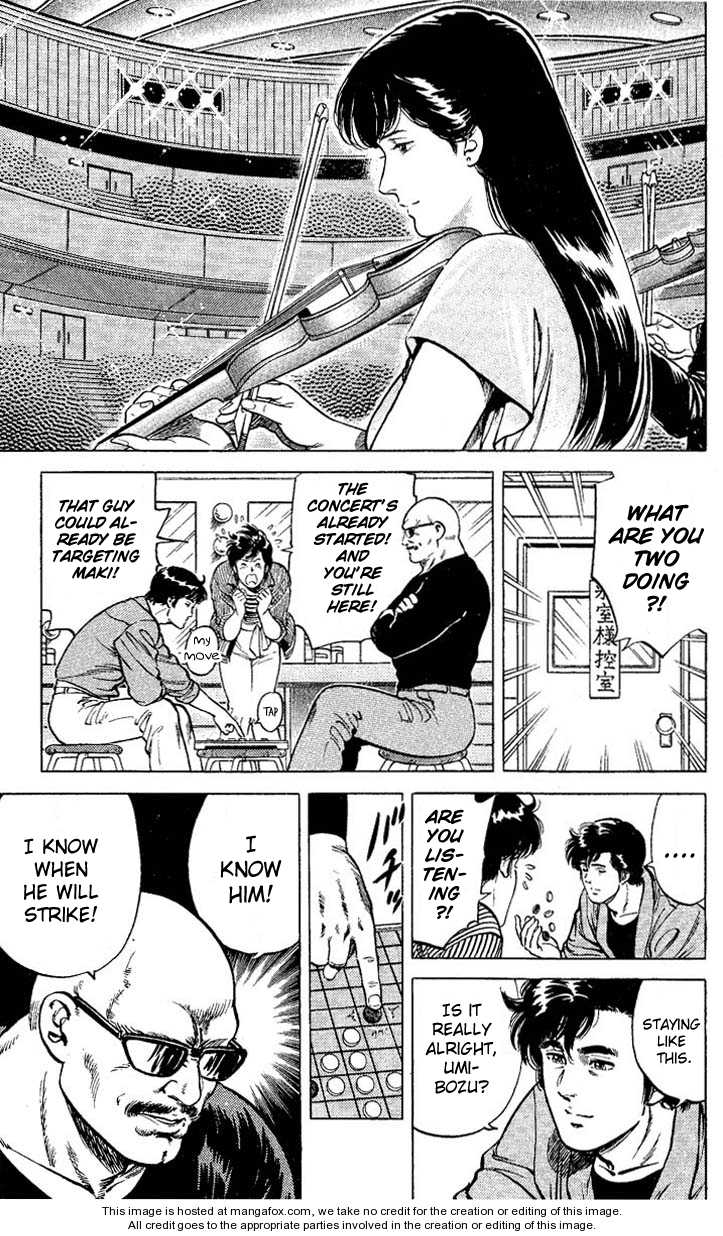 WHAT
ARE YOU
TWO
DOING
?!
室
様
控
室
THE
CONCERT'S
ALREADY
STARTED!
AND
YOU'RE
STILL
HERE!
THAT GUY
COULD AL-
READY BE
TARGETING
MAKI!
MY
MOVE
TAP
....
ARE
YOU
LIS-
TEN-
ING
?!
STAYING
LIKE
THIS.
IS IT
REALLY
ALRIGHT,
UMI-
BOZU?
I
KNOW
HIM!
I KNOW
WHEN
HE WILL
STRIKE!
This image is hosted at mangafox.com, we take no credit for the creation or editing of this image.
All credit goes to the appropriate parties involved in the creation or editing of this image.